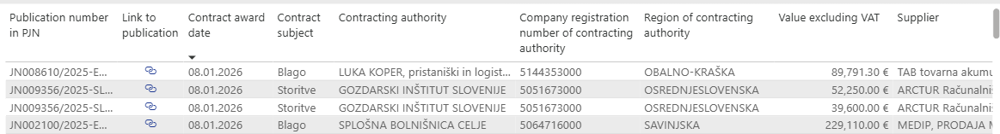 Publication number in PJN Link to publication Contract award date Contract subject Contracting authority Company registration number of contracting authority Region of contracting authority Value excluding VAT Supplier
JN008610/2025-E... 08.01.2026 Blago LUKA KOPER, pristaniški in logist... 5144353000 OBALNO-KRAŠKA 89,791.30 € TAB tovarna akumu
JN009356/2025-SL... 08.01.2026 Storitve GOZDARSKI INŠTITUT SLOVENIJE 5051673000 OSREDNJESLOVENSKA 52,250.00 € ARCTUR Računalni
JN009356/2025-SL... 08.01.2026 Storitve GOZDARSKI INŠTITUT SLOVENIJE 5051673000 OSREDNJESLOVENSKA 39,600.00 € ARCTUR Računalni
JN002100/2025-E... 08.01.2026 Blago SPLOŠNA BOLNIŠNICA CELJE 5064716000 SAVINJSKA 229,110.00 € MEDIP, PRODAJA